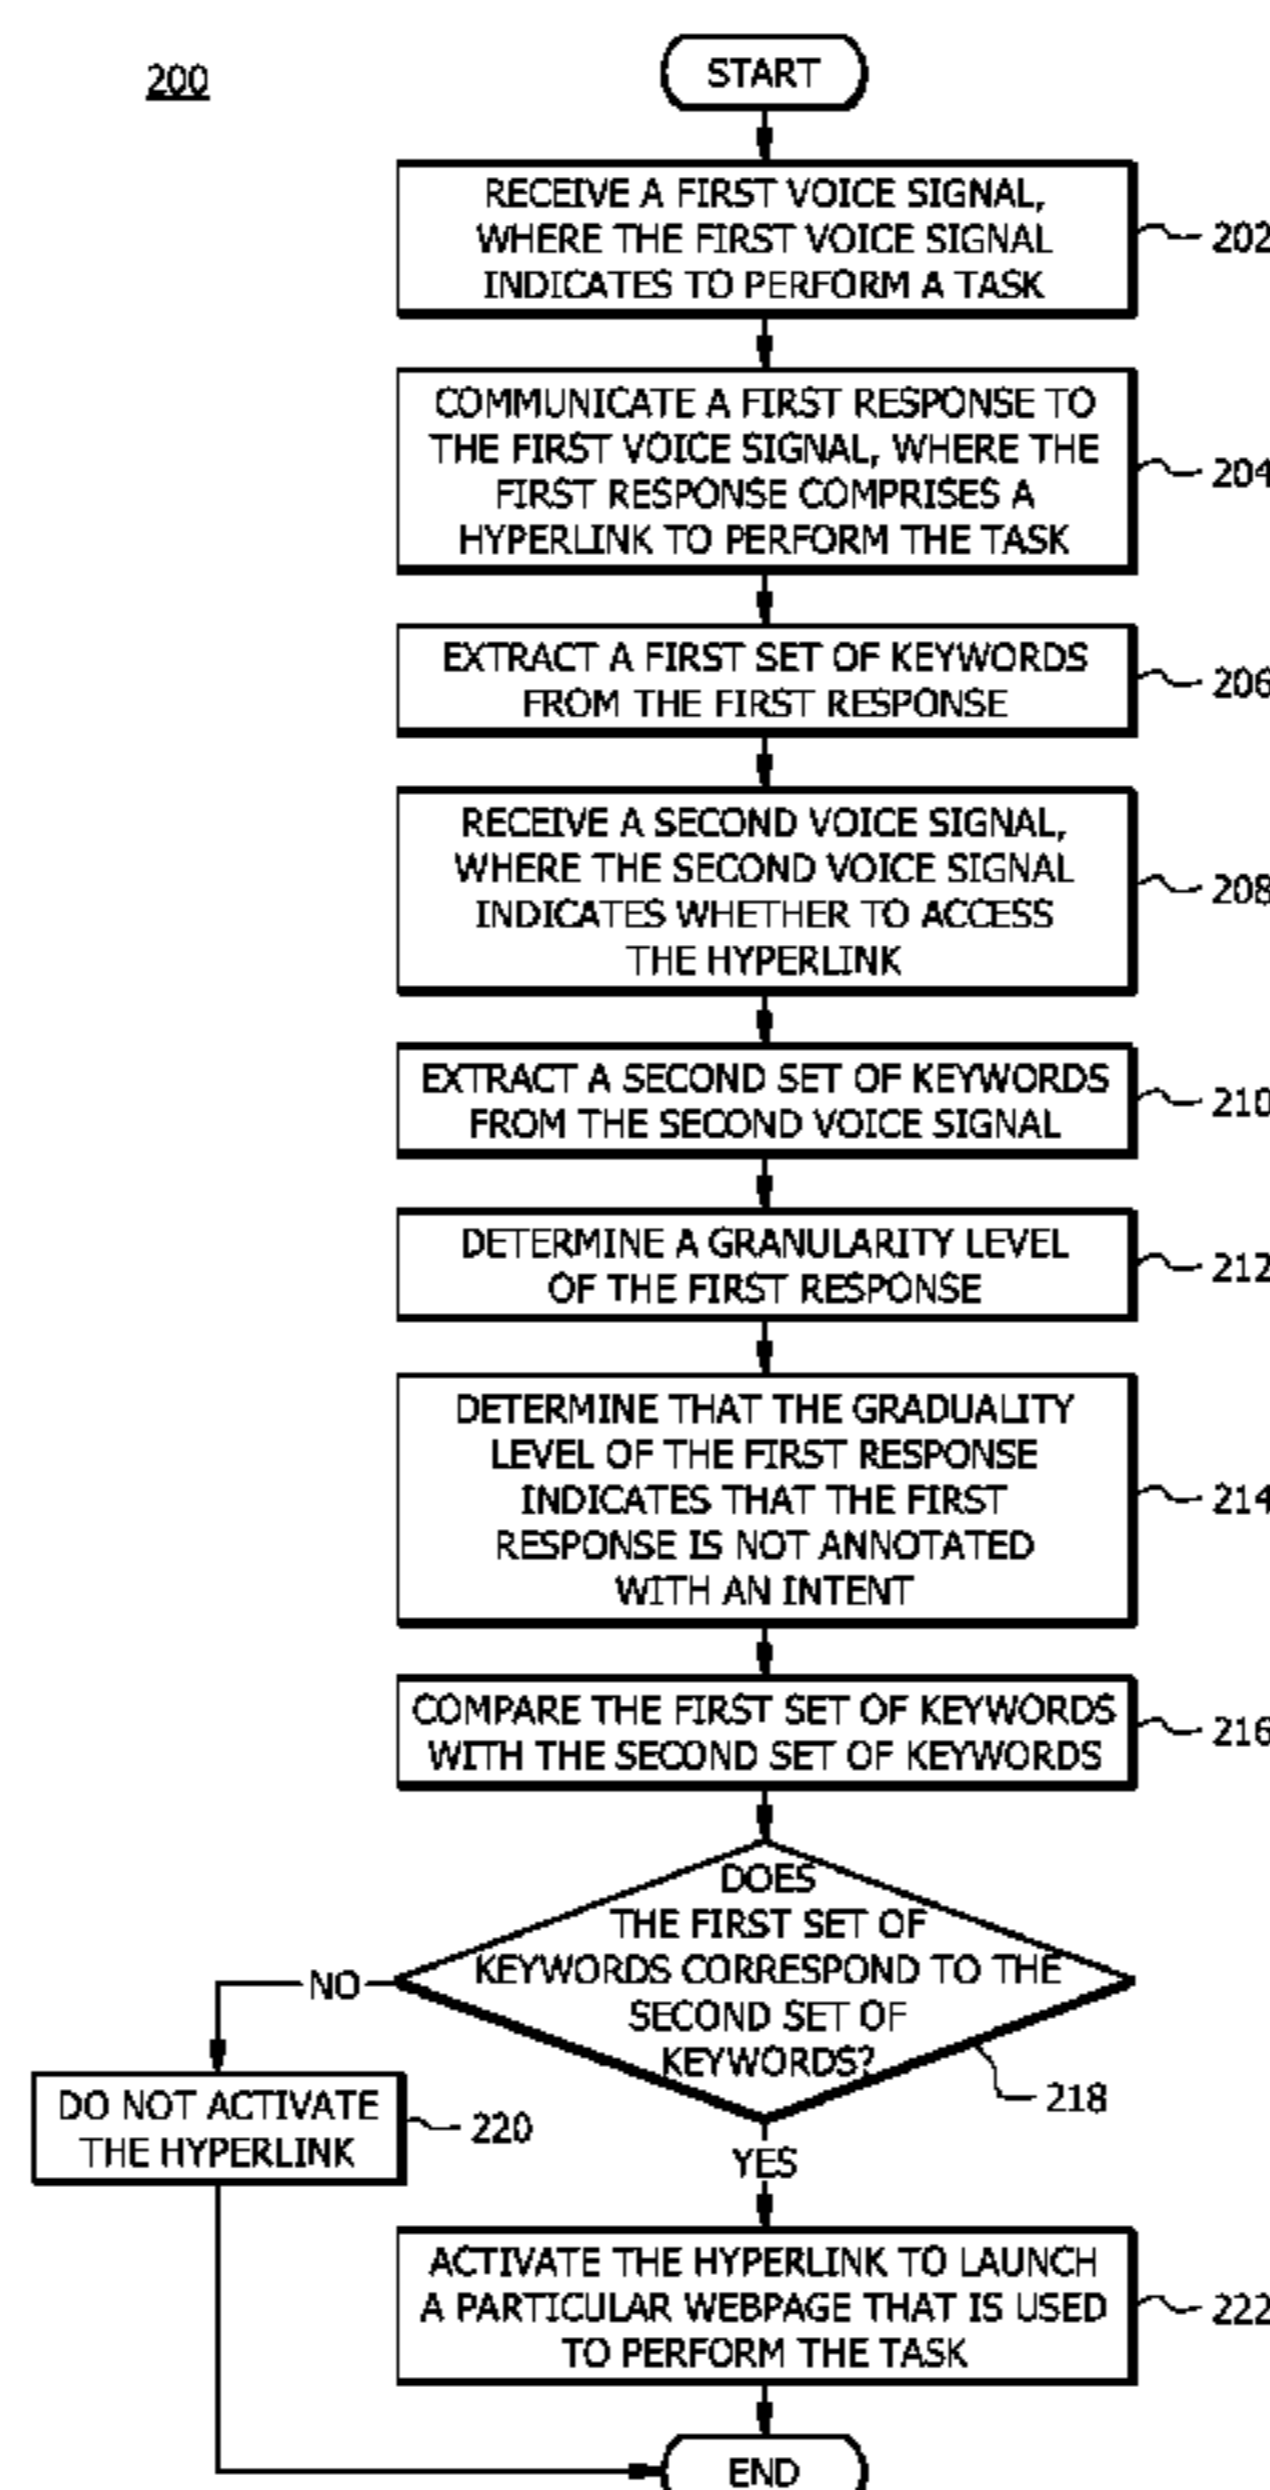 200
START
RECEIVE A FIRST VOICE SIGNAL,
WHERE THE FIRST VOICE SIGNAL
INDICATES TO PERFORM A TASK
202
COMMUNICATE A FIRST RESPONSE TO
THE FIRST VOICE SIGNAL, WHERE THE
FIRST RESPONSE COMPRISES A
HYPERLINK TO PERFORM THE TASK
204
EXTRACT A FIRST SET OF KEYWORDS
FROM THE FIRST RESPONSE
206
RECEIVE A SECOND VOICE SIGNAL,
WHERE THE SECOND VOICE SIGNAL
INDICATES WHETHER TO ACCESS
THE HYPERLINK
208
EXTRACT A SECOND SET OF KEYWORDS
FROM THE SECOND VOICE SIGNAL
210
DETERMINE A GRANULARITY LEVEL
OF THE FIRST RESPONSE
212
DETERMINE THAT THE GRADUALITY
LEVEL OF THE FIRST RESPONSE
INDICATES THAT THE FIRST
RESPONSE IS NOT ANNOTATED
WITH AN INTENT
214
COMPARE THE FIRST SET OF KEYWORDS
WITH THE SECOND SET OF KEYWORDS
216
DOES
THE FIRST SET OF
KEYWORDS CORRESPOND TO THE
SECOND SET OF
KEYWORDS?
218
NO
DO NOT ACTIVATE
THE HYPERLINK
220
YES
ACTIVATE THE HYPERLINK TO LAUNCH
A PARTICULAR WEBPAGE THAT IS USED
TO PERFORM THE TASK
222
END